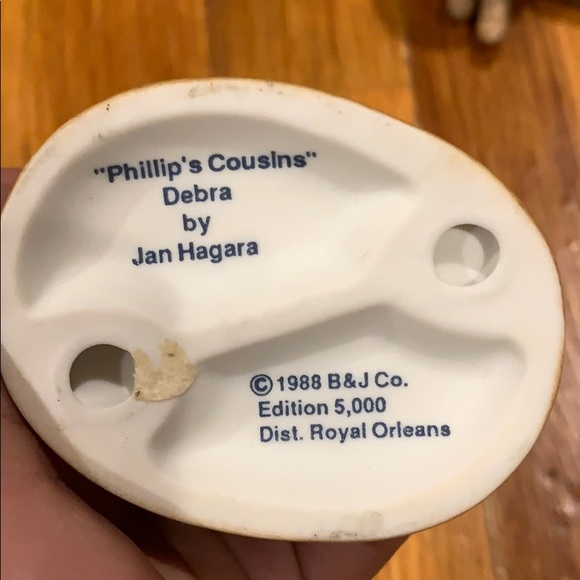 "Phillip's Cousins"
Debra
by
Jan Hagara
© 1988 B&J Co.
Edition 5,000
Dist. Royal Orleans